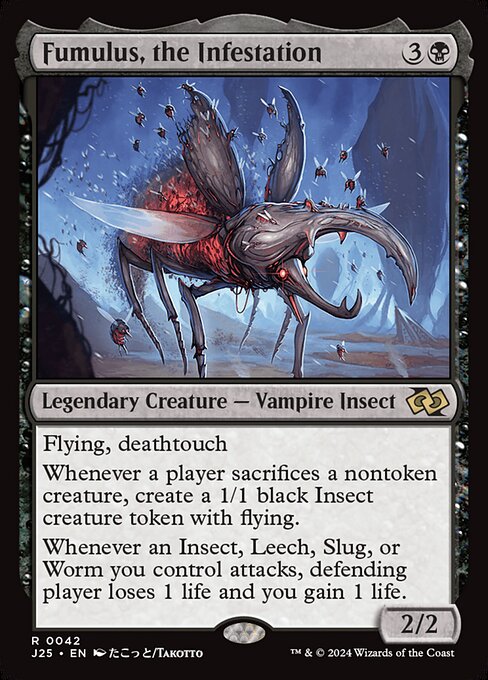 Fumulus, the Infestation 3
Legendary Creature — Vampire Insect
Flying, deathtouch
Whenever a player sacrifices a nontoken
creature, create a 1/1 black Insect
creature token with flying.
Whenever an Insect, Leech, Slug, or
Worm you control attacks, defending
player loses 1 life and you gain 1 life.
2/2
R 0042
J25 • EN たこっと/Takotto
™ & © 2024 Wizards of the Coast